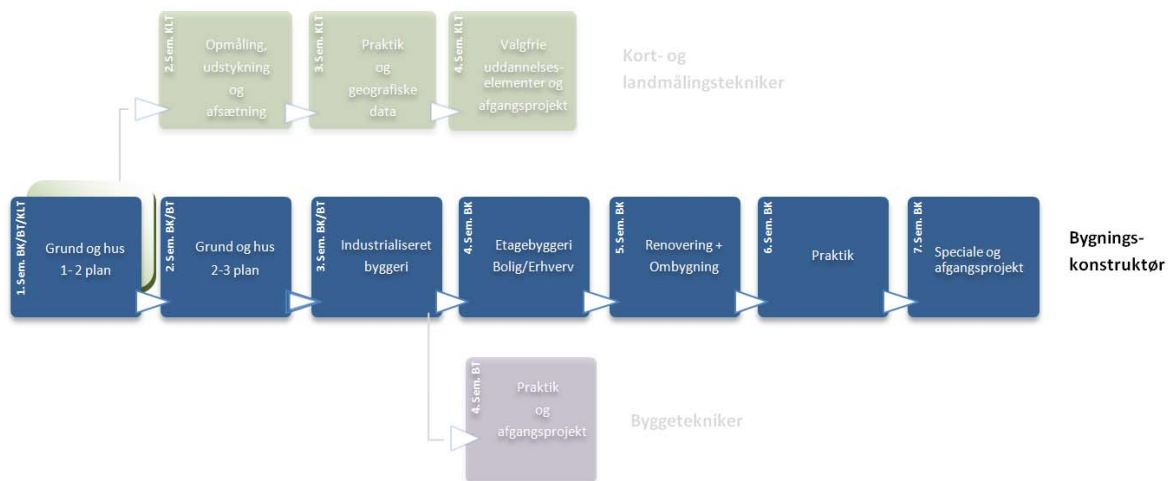 2. Sem. KLT
Opmåling,
udstykning
og
afsætning
3. Sem. KLT
Praktik
og
geografiske
data
4. Sem. KLT
Valgfrie
uddannelses-
elementer og
afgangsprojekt
Kort- og
landmålingstekniker
1. Sem. BK/BT/KLT
Grund og hus
1- 2 plan
2. Sem. BK/BT
Grund og hus
2-3 plan
3. Sem. BK/BT
Industrialiseret
byggeri
4. Sem. BK
Etagebyggeri
Bolig/Erhverv
5. Sem. BK
Renovering +
Ombygning
6. Sem. BK
Praktik
7. Sem. BK
Speciale og
afgangsprojekt
Bygnings-
konstruktør
4. Sem. BT
Praktik
og
afgangsprojekt
Byggetekniker